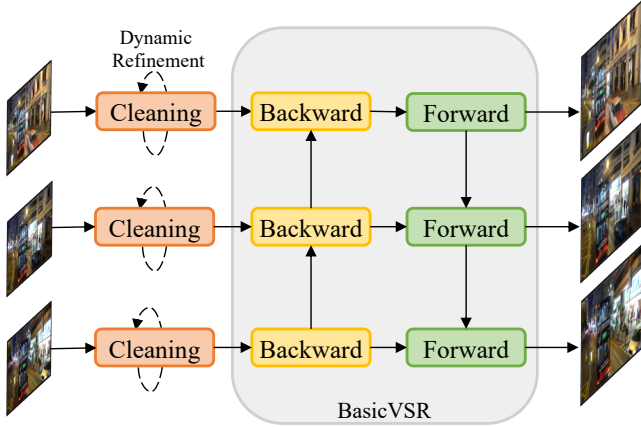 Dynamic
Refinement
Cleaning
Backward
Forward
Cleaning
Backward
Forward
Cleaning
Backward
Forward
BasicVSR